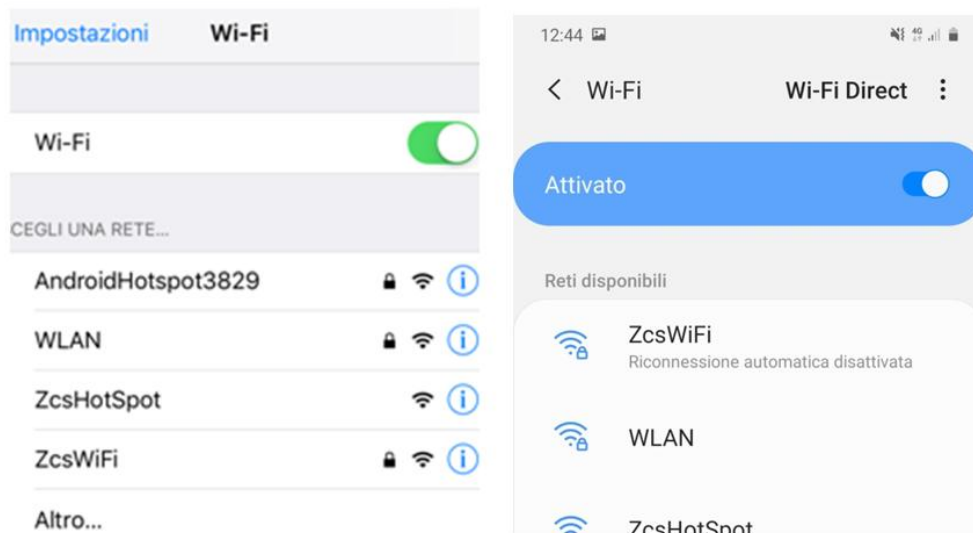 Impostazioni Wi-Fi
Wi-Fi
CEGLI UNA RETE...
AndroidHotspot3829
WLAN
ZcsHotSpot
ZcsWiFi
Altro...
12:44 4G
Wi-Fi Wi-Fi Direct
Attivato
Reti disponibili
ZcsWiFi
Riconnessione automatica disattivata
WLAN
ZcsHotSpot